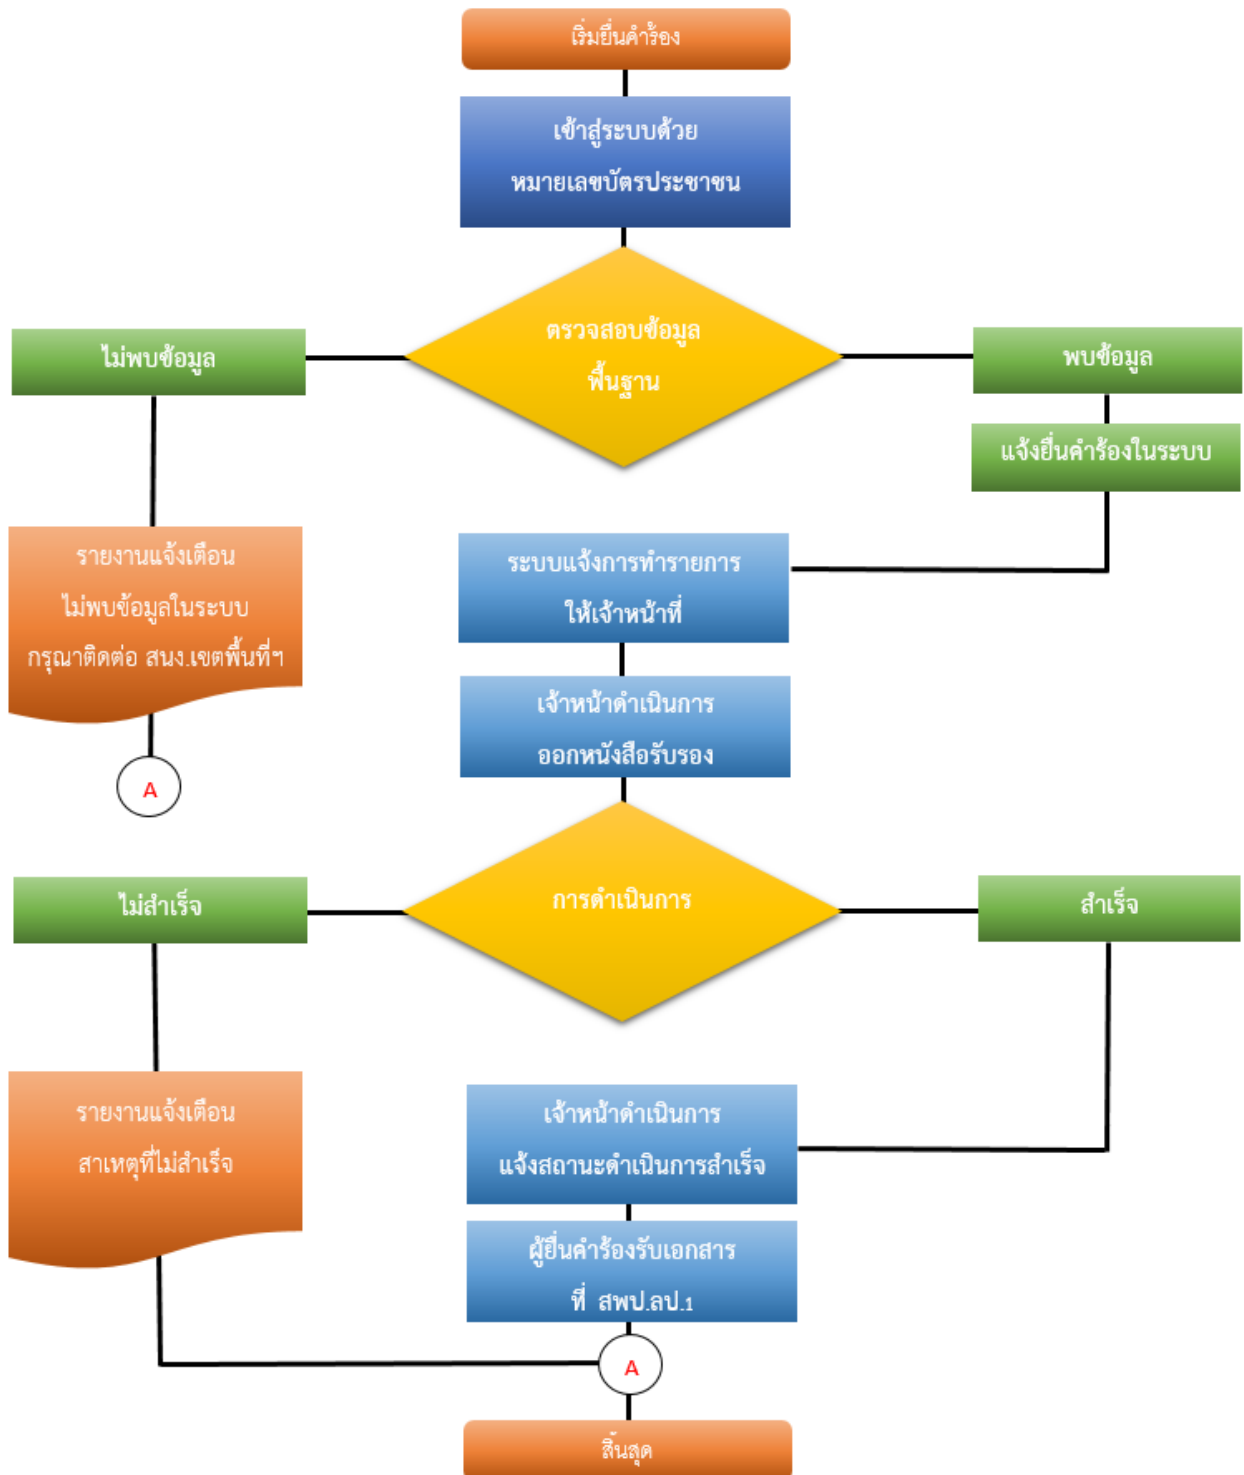 เริ่มยื่นคำร้อง
เข้าสู่ระบบด้วย
หมายเลขบัตรประชาชน
ตรวจสอบข้อมูล
พื้นฐาน
ไม่พบข้อมูล
พบข้อมูล
แจ้งยื่นคำร้องในระบบ
รายงานแจ้งเตือน
ไม่พบข้อมูลในระบบ
กรุณาติดต่อ สนง.เขตพื้นที่ฯ
A
ระบบแจ้งการทำรายการ
ให้เจ้าหน้าที่
เจ้าหน้าดำเนินการ
ออกหนังสือรับรอง
การดำเนินการ
ไม่สำเร็จ
สำเร็จ
รายงานแจ้งเตือน
สาเหตุที่ไม่สำเร็จ
เจ้าหน้าดำเนินการ
แจ้งสถานะดำเนินการสำเร็จ
ผู้ยื่นคำร้องรับเอกสาร
ที่ สพป.ลป.1
A
สิ้นสุด